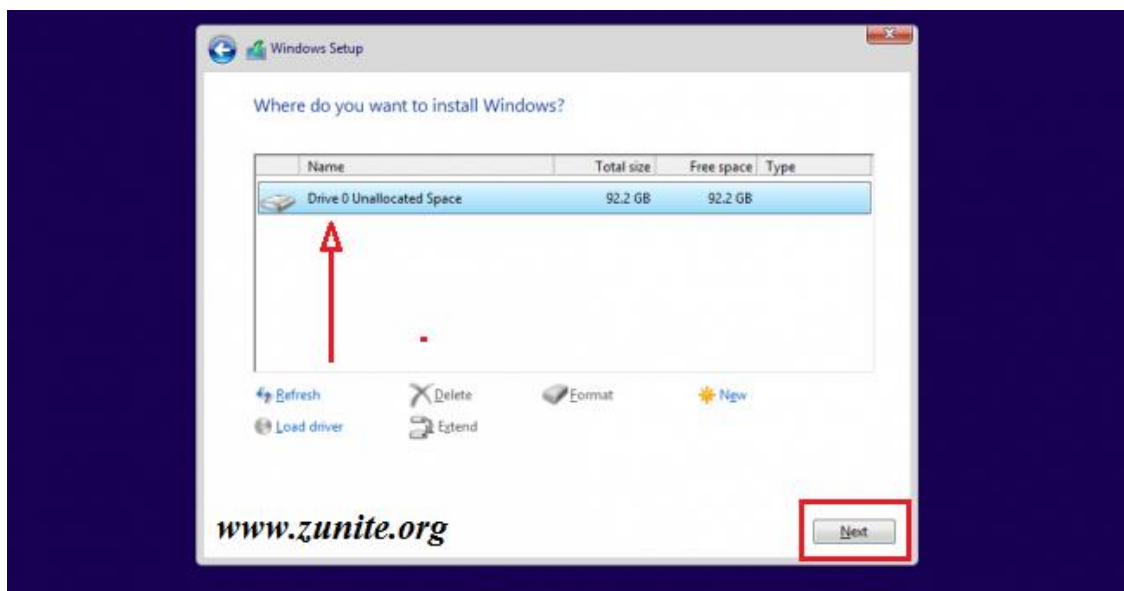 Windows Setup
Where do you want to install Windows?
Name Total size Free space Type
Drive 0 Unallocated Space 92.2 GB 92.2 GB
Refresh Delete Format New
Load driver Extend
www.zunite.org
Next